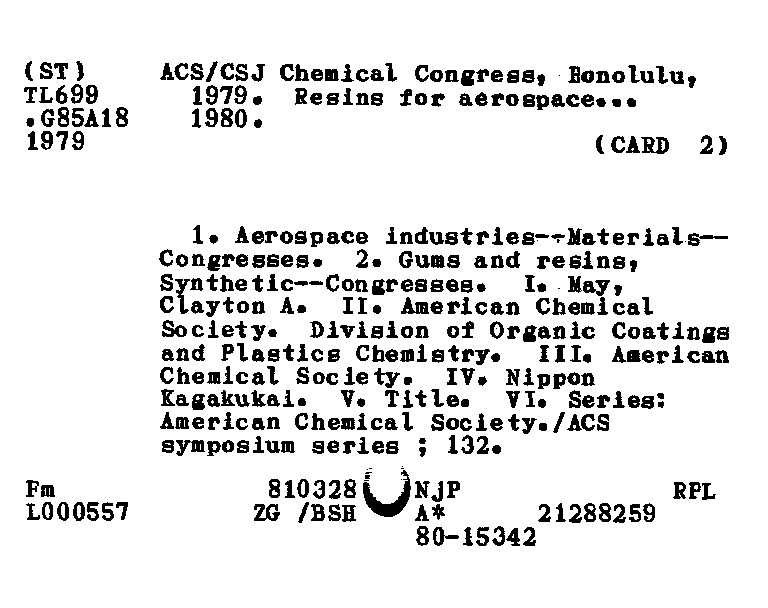 (ST) ACS/CSJ Chemical Congress, Honolulu,
TL699 1979. Resins for aerospace...
.G85A18 1980.
1979 (CARD 2)
1. Aerospace industries--Materials--
Congresses. 2. Gums and resins,
Synthetic--Congresses. I. May,
Clayton A. II. American Chemical
Society. Division of Organic Coatings
and Plastics Chemistry. III. American
Chemical Society. IV. Nippon
Kagakukai. V. Title. VI. Series:
American Chemical Society./ACS
symposium series ; 132.
Fm 810328 NjP RPL
L000557 ZG /BSH A* 21288259
80-15342